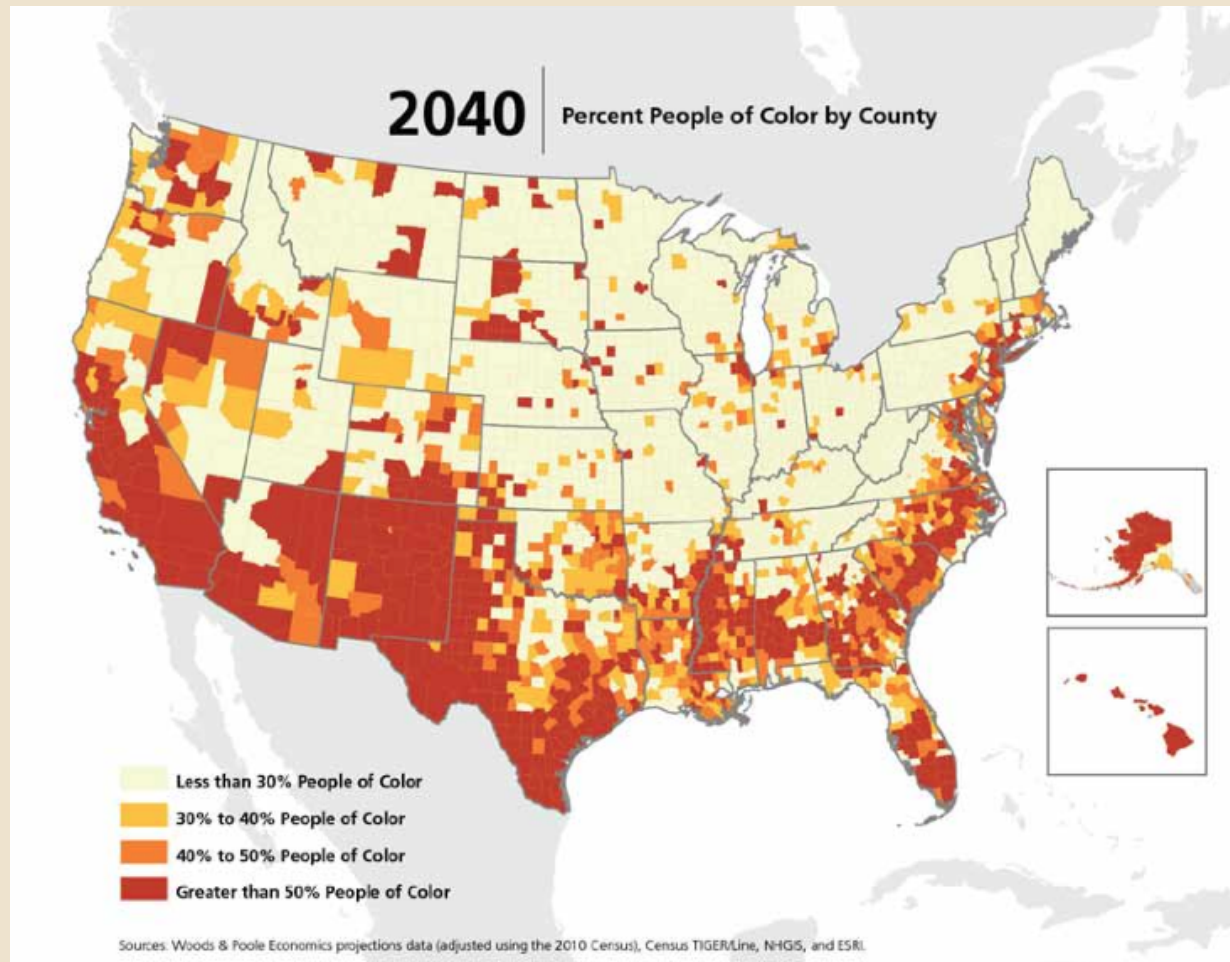 2040
Percent People of Color by County
Less than 30% People of Color
30% to 40% People of Color
40% to 50% People of Color
Greater than 50% People of Color
Sources: Woods & Poole Economics projections data (adjusted using the 2010 Census), Census TIGER/Line, NHGIS, and ESRI.